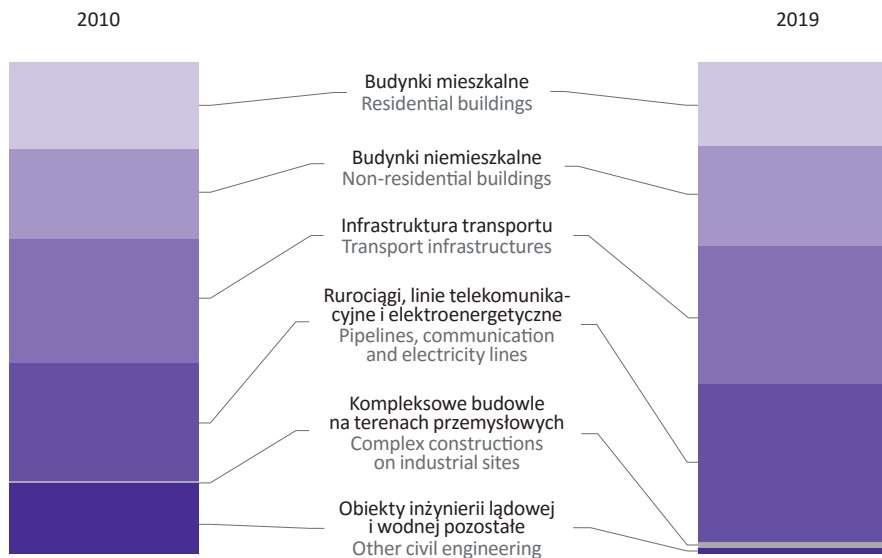 2010
2019
Budynki mieszkalne
Residential buildings
Budynki niemieszkalne
Non-residential buildings
Infrastruktura transportu
Transport infrastructures
Rurociągi, linie telekomunika-
cyjne i elektroenergetyczne
Pipelines, communication
and electricity lines
Kompleksowe budowle
na terenach przemysłowych
Complex constructions
on industrial sites
Obiekty inżynierii lądowej
i wodnej pozostałe
Other civil engineering